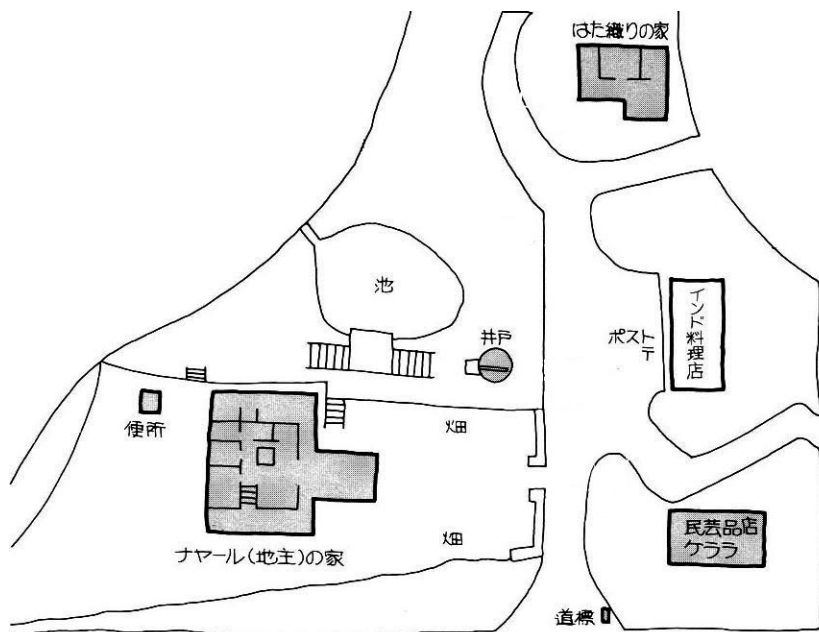 はた織りの家
池
井戸
ポスト
〒
インド料理店
便所
畑
畑
ナヤール(地主)の家
民芸品店
ケララ
道標